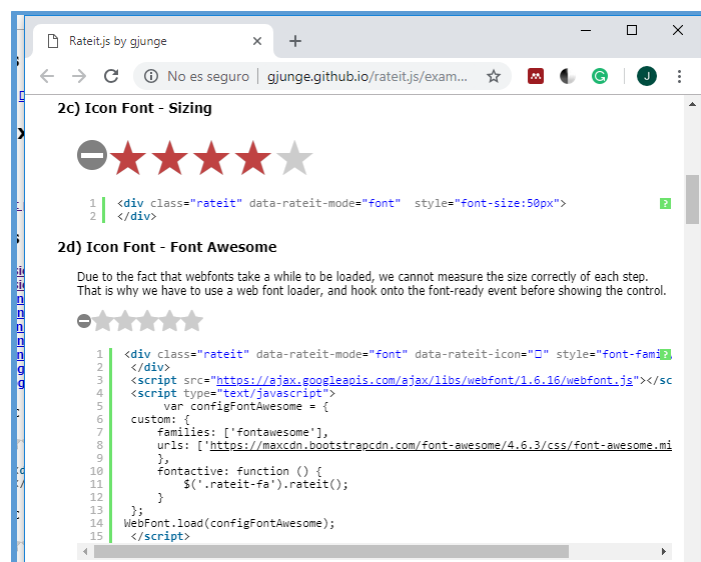 Rateit.js by gjunge
No es seguro | gjunge.github.io/rateit.js/exam...
J
2c) Icon Font - Sizing
1 <div class="rateit" data-rateit-mode="font"  style="font-size:50px">
?
2 </div>
2d) Icon Font - Font Awesome
Due to the fact that webfonts take a while to be loaded, we cannot measure the size correctly of each step.
That is why we have to use a web font loader, and hook onto the font-ready event before showing the control.
1 <div class="rateit" data-rateit-mode="font" data-rateit-icon="□" style="font-fami
?
2 </div>
3 <script src="https://ajax.googleapis.com/ajax/libs/webfont/1.6.16/webfont.js"></sc
4 <script type="text/javascript">
5 var configFontAwesome = {
6 custom: {
7 families: ['fontawesome'],
8 urls: ['https://maxcdn.bootstrapcdn.com/font-awesome/4.6.3/css/font-awesome.mi
9 },
10 fontactive: function () {
11 $('.rateit-fa').rateit();
12 }
13 };
14 WebFont.load(configFontAwesome);
15 </script>